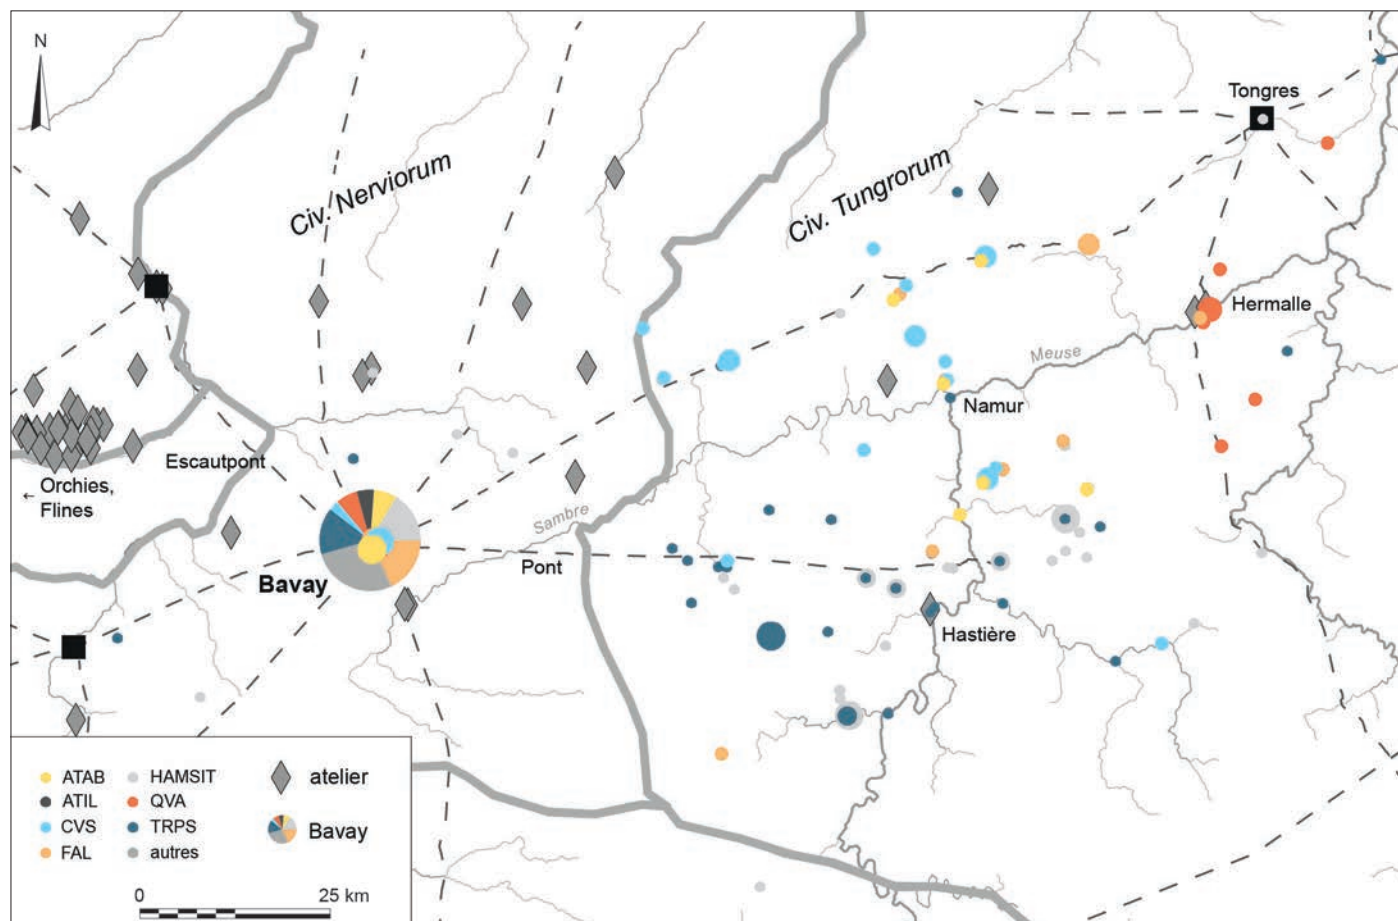 N
Tongres
Civ. Nerviorum
Civ. Tungrorum
Hermalle
Meuse
Namur
Escautpont
← Orchies,
Flines
Sambre
Pont
Bavay
Hastière
ATAB
HAMSIT
atelier
ATIL
QVA
CVS
TRPS
Bavay
FAL
autres
0
25 km